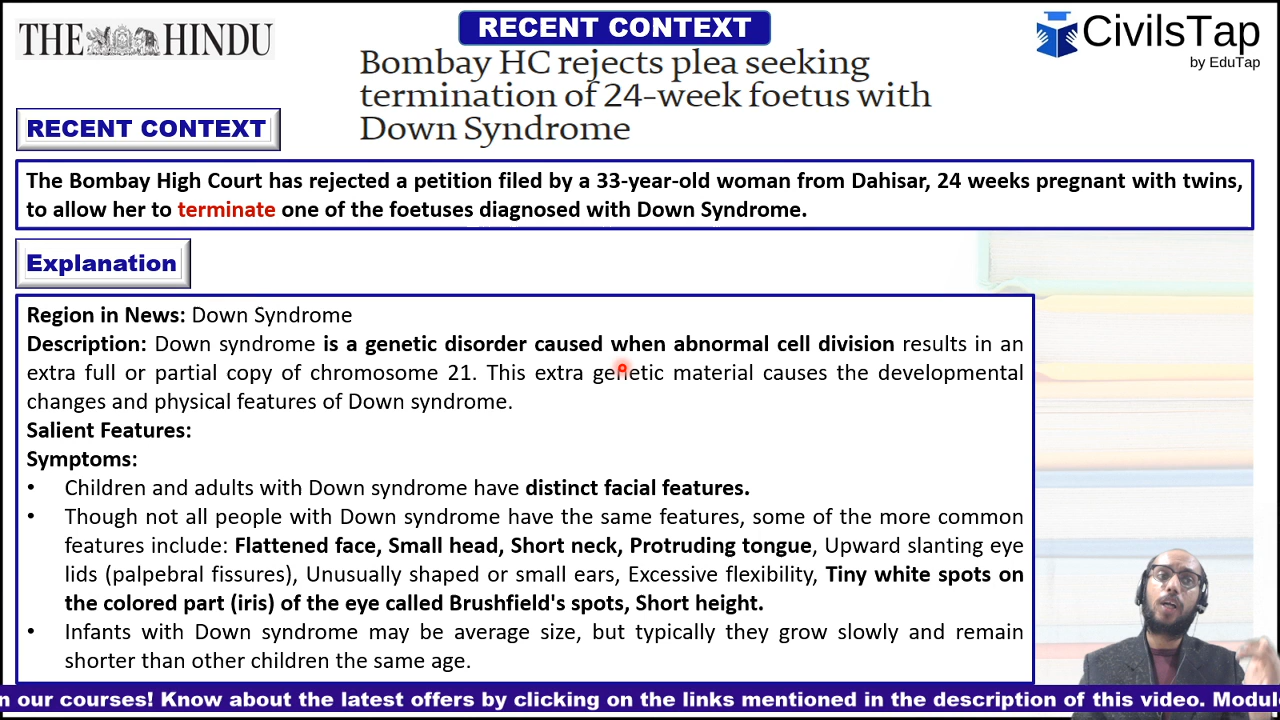 THE HINDU
RECENT CONTEXT
CivilsTap
by EduTap
Bombay HC rejects plea seeking
termination of 24-week foetus with
Down Syndrome
RECENT CONTEXT
The Bombay High Court has rejected a petition filed by a 33-year-old woman from Dahisar, 24 weeks pregnant with twins,
to allow her to terminate one of the foetuses diagnosed with Down Syndrome.
Explanation
Region in News: Down Syndrome
Description: Down syndrome is a genetic disorder caused when abnormal cell division results in an
extra full or partial copy of chromosome 21. This extra genetic material causes the developmental
changes and physical features of Down syndrome.
Salient Features:
Symptoms:
• Children and adults with Down syndrome have distinct facial features.
• Though not all people with Down syndrome have the same features, some of the more common
features include: Flattened face, Small head, Short neck, Protruding tongue, Upward slanting eye
lids (palpebral fissures), Unusually shaped or small ears, Excessive flexibility, Tiny white spots on
the colored part (iris) of the eye called Brushfield's spots, Short height.
• Infants with Down syndrome may be average size, but typically they grow slowly and remain
shorter than other children the same age.
n our courses! Know about the latest offers by clicking on the links mentioned in the description of this video. Modul